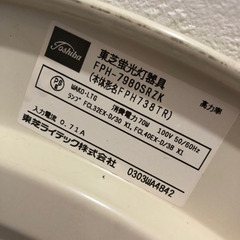 Toshiba
東芝蛍光灯器具
FPH-7980SRZK
(本体形名FPH738TR)
高力率
WAKO-LTG
消費電力 70W 100V 50/60Hz
ランプ FCL32EX-D/30 X1, FCL40EX-D/38 X1
入力電流 0.71A
東芝ライテック株式会社
0303WA4842